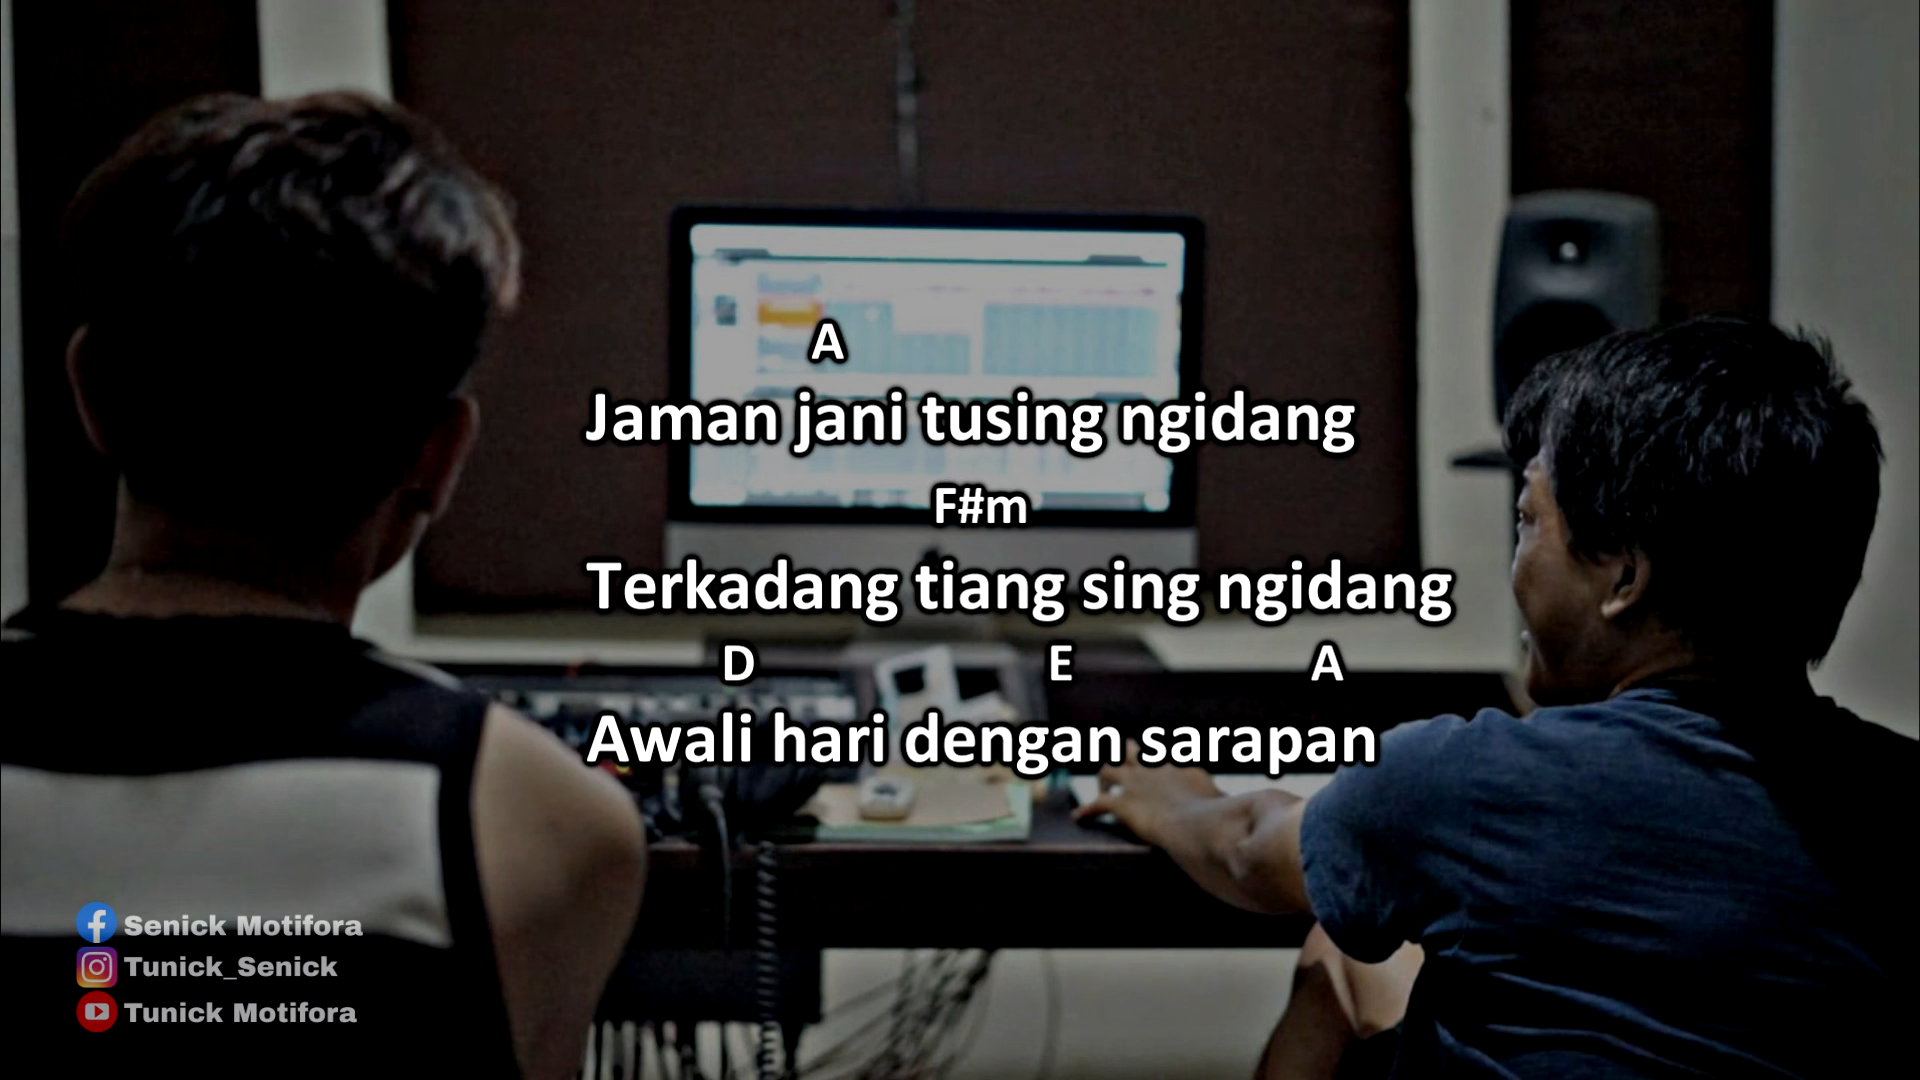 A
Jaman jani tusing ngidang
F#m
Terkadang tiang sing ngidang
D E A
Awali hari dengan sarapan
Senick Motifora
Tunick_Senick
Tunick Motifora